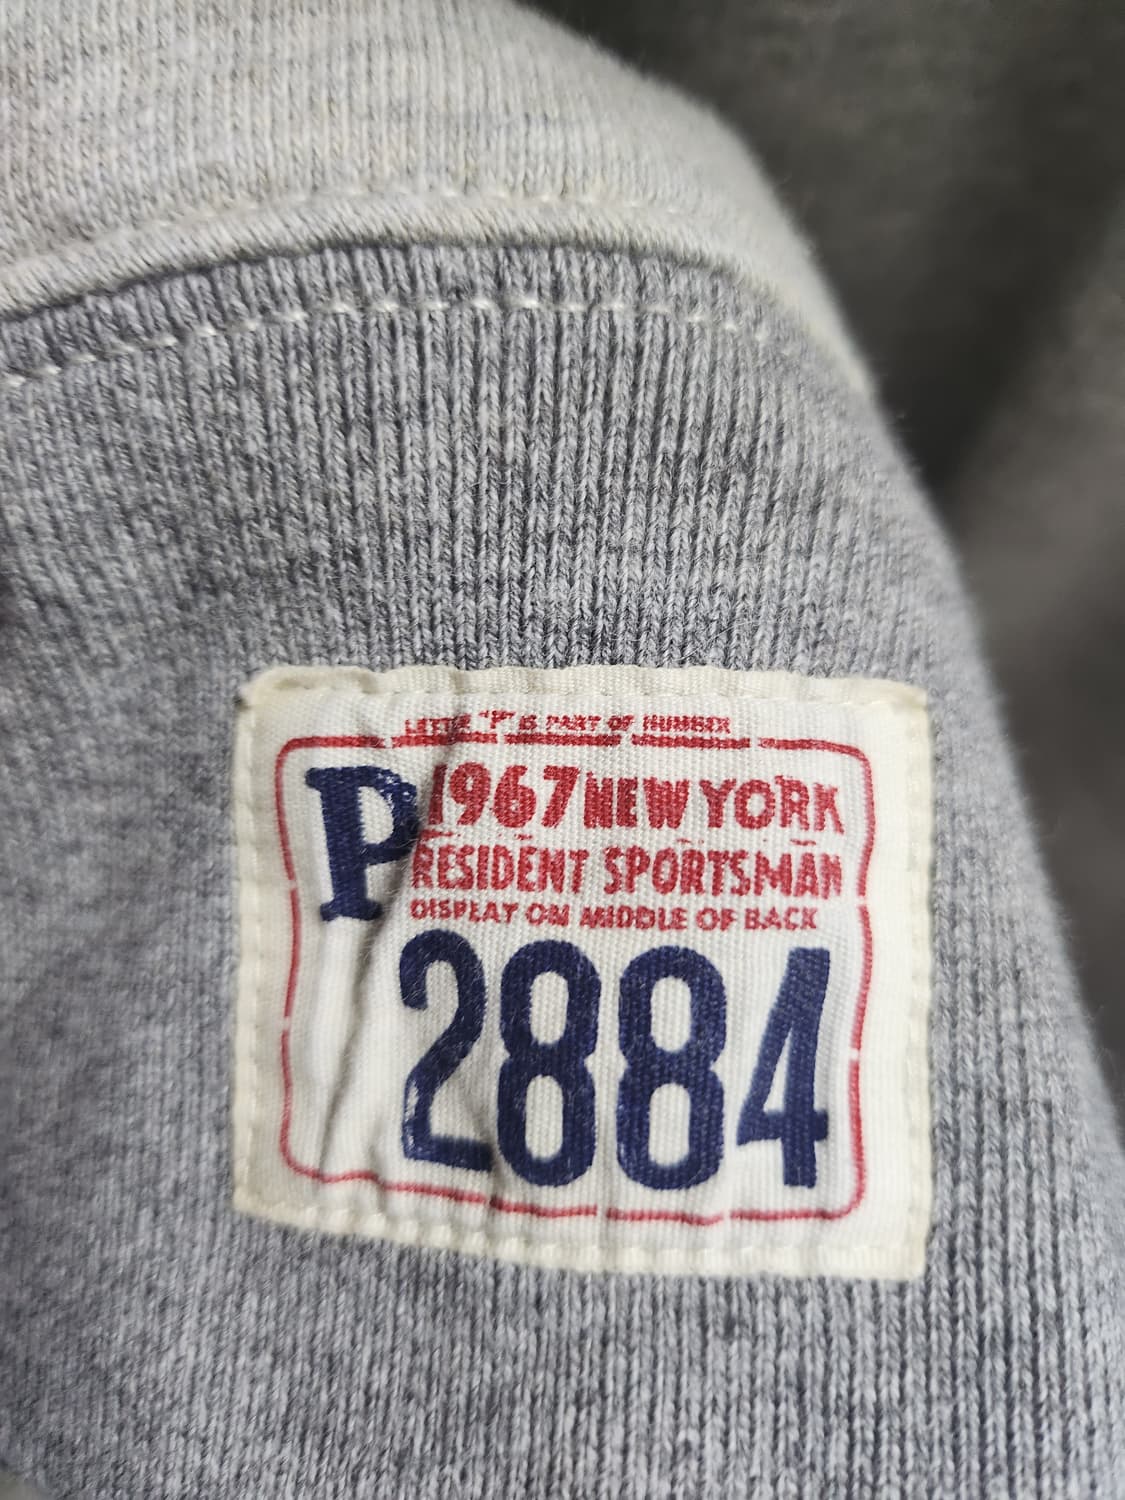 LETTER "P" IS PART OF NUMBER
P 1967 NEW YORK
RESIDENT SPORTSMAN
DISPLAY ON MIDDLE OF BACK
2884